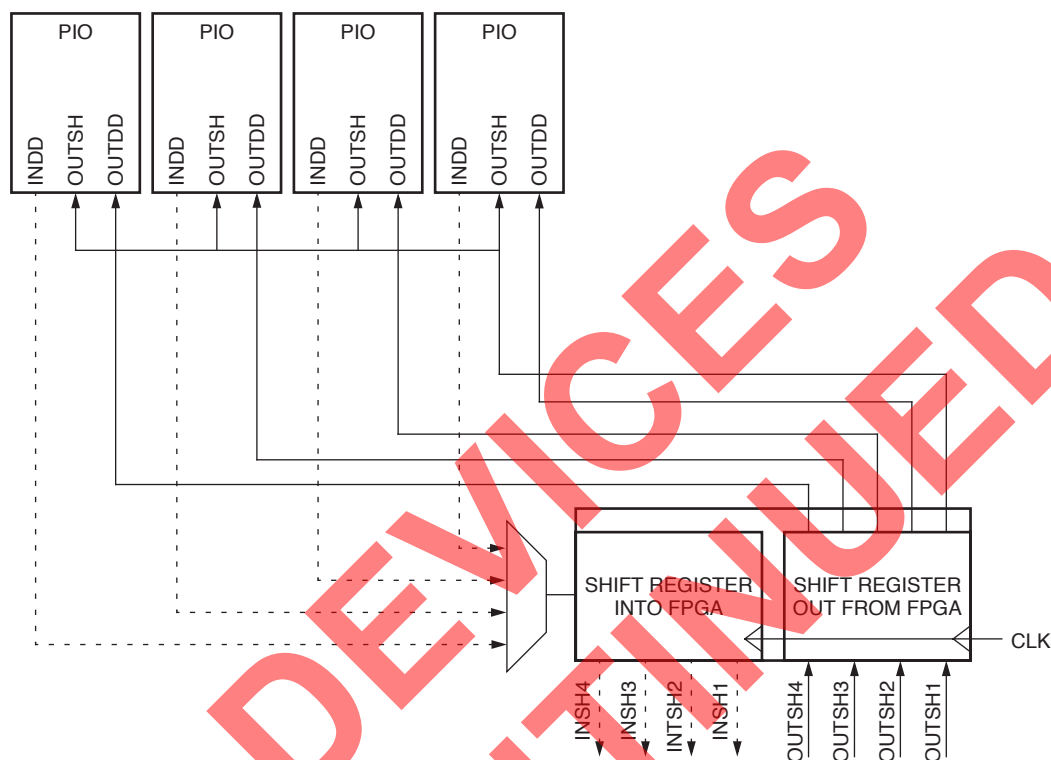 PIO PIO PIO PIO
INDD OUTSH OUTDD INDD OUTSH OUTDD INDD OUTSH OUTDD INDD OUTSH OUTDD
DEVICES
TINUED
SHIFT REGISTER
INTO FPGA
SHIFT REGISTER
OUT FROM FPGA
CLK
INSH4 INSH3 INTSH2 INSH1 OUTSH4 OUTSH3 OUTSH2 OUTSH1